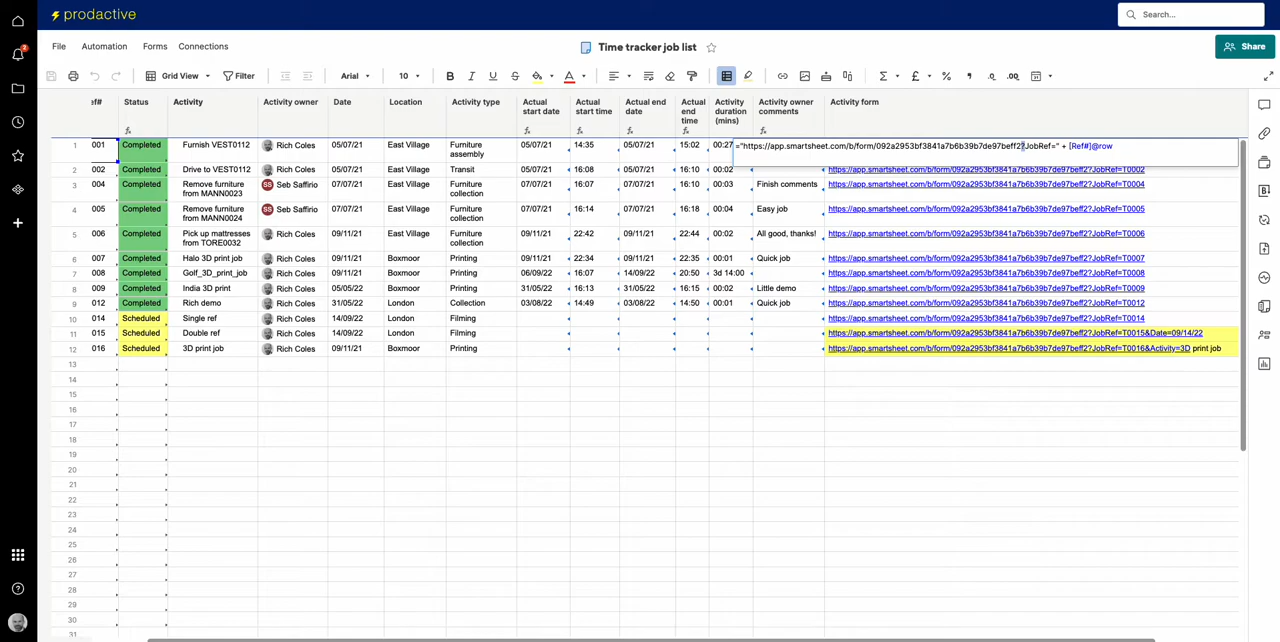 prodactive
Search...
2
File Automation Forms Connections
Time tracker job list
Share
Grid View Filter Arial 10
ef# Status Activity Activity owner Date Location Activity type Actual start date Actual start time Actual end date Actual end time Activity duration (mins) Activity owner comments Activity form
1 001 Completed Furnish VEST0112 Rich Coles 05/07/21 East Village Furniture assembly 05/07/21 14:35 05/07/21 15:02 00:27 ="https://app.smartsheet.com/b/form/092a2953bf3841a7b6b39b7de97beff2?JobRef=" + [Ref#]@row
2 002 Completed Drive to VEST0112 Rich Coles 05/07/21 East Village Transit 05/07/21 16:08 05/07/21 16:10 00:02 https://app.smartsheet.com/b/form/092a2953bf3841a7b6b39b7de97beff2?JobRef=T0002
3 004 Completed Remove furniture from MANN0023 SS Seb Saffirio 07/07/21 East Village Furniture collection 07/07/21 16:07 07/07/21 16:10 00:03 Finish comments https://app.smartsheet.com/b/form/092a2953bf3841a7b6b39b7de97beff2?JobRef=T0004
4 005 Completed Remove furniture from MANN0024 SS Seb Saffirio 07/07/21 East Village Furniture collection 07/07/21 16:14 07/07/21 16:18 00:04 Easy job https://app.smartsheet.com/b/form/092a2953bf3841a7b6b39b7de97beff2?JobRef=T0005
5 006 Completed Pick up mattresses from TORE0032 Rich Coles 09/11/21 East Village Furniture collection 09/11/21 22:42 09/11/21 22:44 00:02 All good, thanks! https://app.smartsheet.com/b/form/092a2953bf3841a7b6b39b7de97beff2?JobRef=T0006
6 007 Completed Halo 3D print job Rich Coles 09/11/21 Boxmoor Printing 09/11/21 22:34 09/11/21 22:35 00:01 Quick job https://app.smartsheet.com/b/form/092a2953bf3841a7b6b39b7de97beff2?JobRef=T0007
7 008 Completed Golf_3D_print_job Rich Coles 09/11/21 Boxmoor Printing 06/09/22 16:07 14/09/22 20:50 3d 14:00 https://app.smartsheet.com/b/form/092a2953bf3841a7b6b39b7de97beff2?JobRef=T0008
8 009 Completed India 3D print Rich Coles 05/05/22 Boxmoor Printing 31/05/22 16:13 31/05/22 16:15 00:02 Little demo https://app.smartsheet.com/b/form/092a2953bf3841a7b6b39b7de97beff2?JobRef=T0009
9 012 Completed Rich demo Rich Coles 31/05/22 London Collection 03/08/22 14:49 03/08/22 14:50 00:01 Quick job https://app.smartsheet.com/b/form/092a2953bf3841a7b6b39b7de97beff2?JobRef=T0012
10 014 Scheduled Single ref Rich Coles 14/09/22 London Filming https://app.smartsheet.com/b/form/092a2953bf3841a7b6b39b7de97beff2?JobRef=T0014
11 015 Scheduled Double ref Rich Coles 14/09/22 London Filming https://app.smartsheet.com/b/form/092a2953bf3841a7b6b39b7de97beff2?JobRef=T0015&Date=09/14/22
12 016 Scheduled 3D print job Rich Coles 09/11/21 Boxmoor Printing https://app.smartsheet.com/b/form/092a2953bf3841a7b6b39b7de97beff2?JobRef=T0016&Activity=3D print job
13
14
15
16
17
18
19
20
21
22
23
24
25
26
27
28
29
30
31